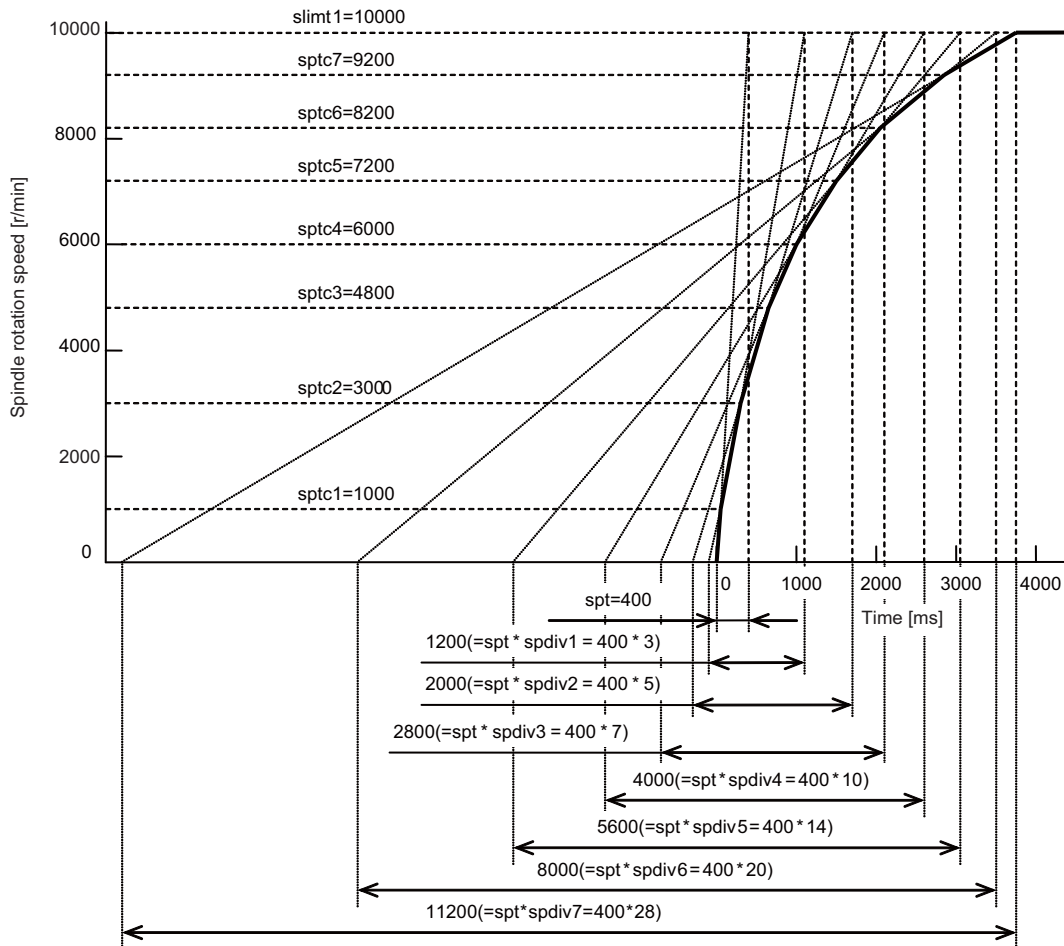 slimt1=10000
10000
sptc7=9200
sptc6=8200
8000
sptc5=7200
sptc4=6000
6000
sptc3=4800
4000
sptc2=3000
2000
sptc1=1000
0
Spindle rotation speed [r/min]
0 1000 2000 3000 4000
Time [ms]
spt=400
1200(=spt* spdiv1 = 400 * 3)
2000(=spt* spdiv2 = 400 * 5)
2800(=spt* spdiv3 = 400 * 7)
4000(=spt*spdiv4=400*10)
5600(=spt*spdiv5=400*14)
8000(=spt*spdiv6=400*20)
11200(=spt*spdiv7=400*28)